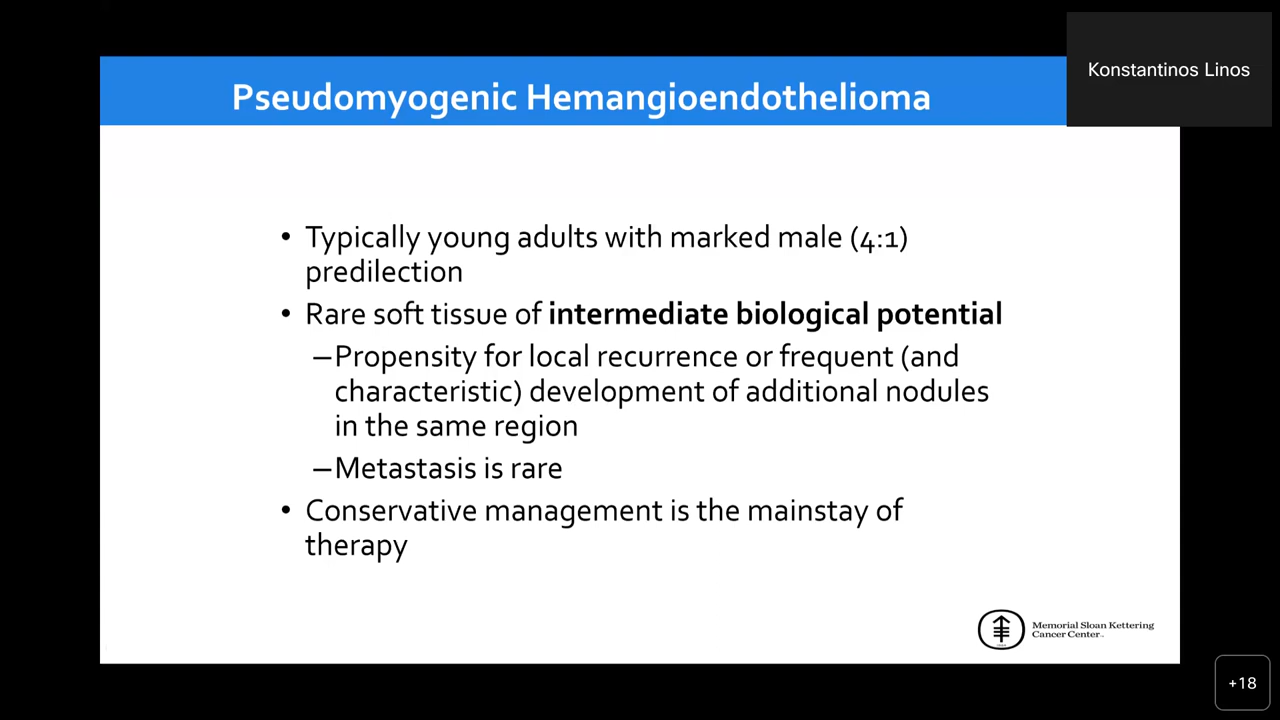 Konstantinos Linos
Pseudomyogenic Hemangioendothelioma
• Typically young adults with marked male (4:1)
predilection
• Rare soft tissue of intermediate biological potential
–Propensity for local recurrence or frequent (and
characteristic) development of additional nodules
in the same region
–Metastasis is rare
• Conservative management is the mainstay of
therapy
Memorial Sloan Kettering
Cancer Center
+18